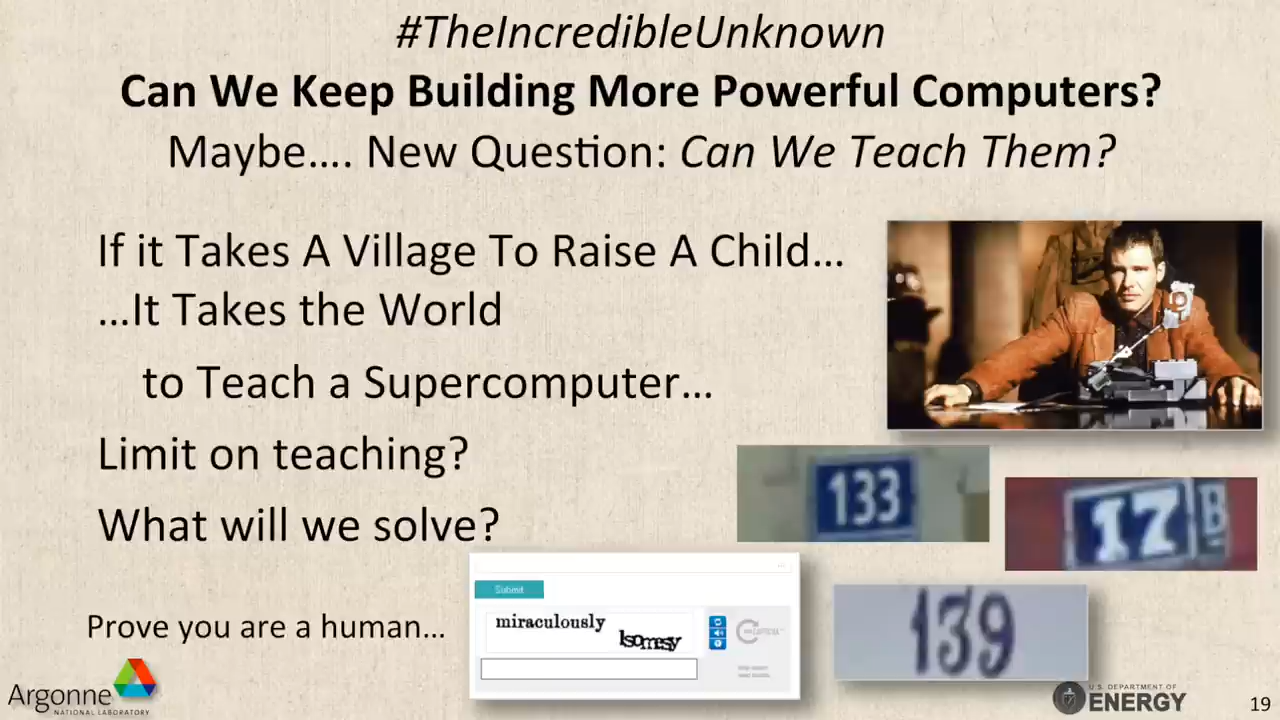 #TheIncredibleUnknown
Can We Keep Building More Powerful Computers?
Maybe…. New Question: Can We Teach Them?
If it Takes A Village To Raise A Child…
…It Takes the World
to Teach a Supercomputer…
Limit on teaching?
What will we solve?
133
17 B
139
Submit
miraculously
Prove you are a human…
Argonne
NATIONAL LABORATORY
U.S. DEPARTMENT OF
ENERGY
19